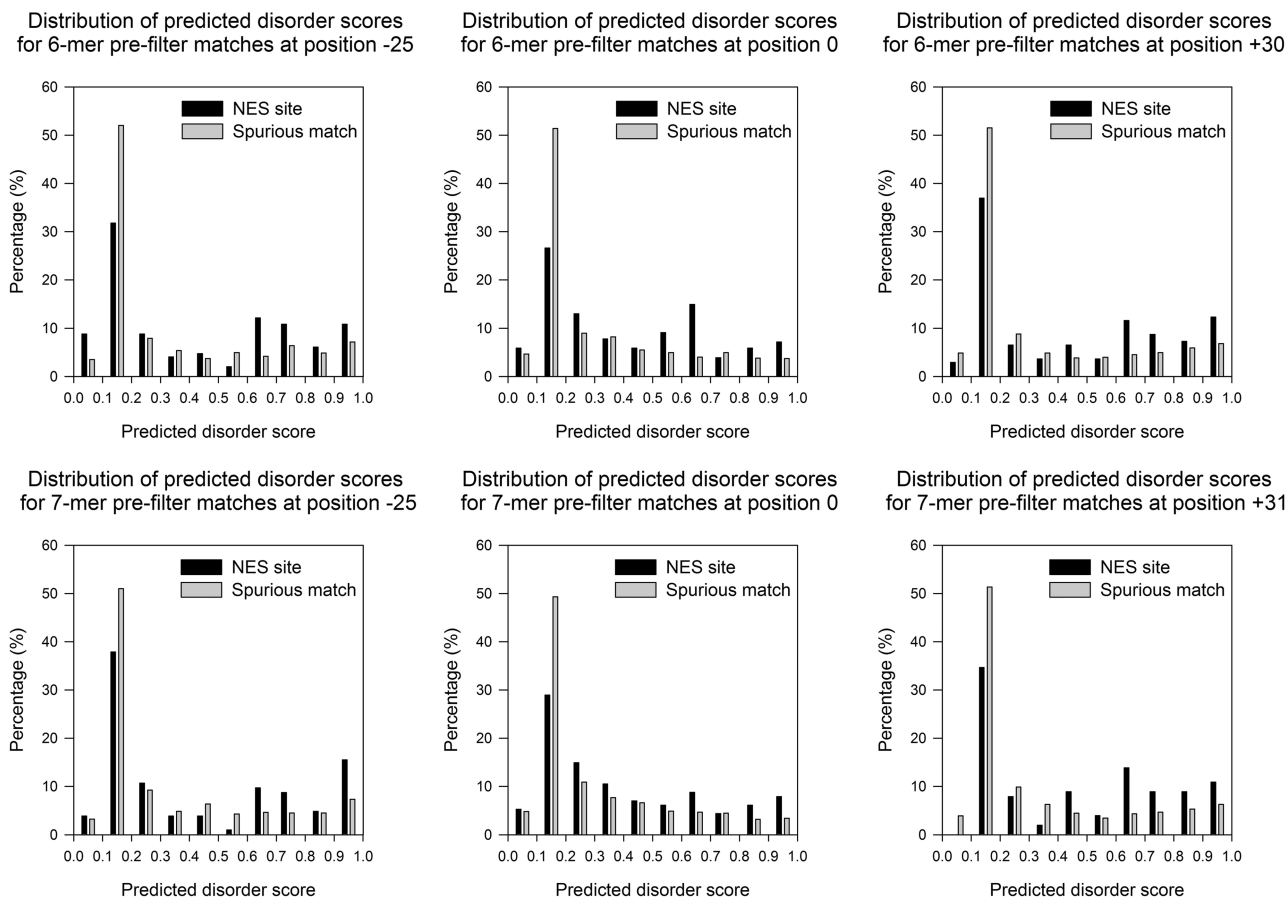 Distribution of predicted disorder scores
for 6-mer pre-filter matches at position -25
60
50
40
30
20
10
0
Percentage (%)
NES site
Spurious match
0.0 0.1 0.2 0.3 0.4 0.5 0.6 0.7 0.8 0.9 1.0
Predicted disorder score
Distribution of predicted disorder scores
for 6-mer pre-filter matches at position 0
60
50
40
30
20
10
0
Percentage (%)
NES site
Spurious match
0.0 0.1 0.2 0.3 0.4 0.5 0.6 0.7 0.8 0.9 1.0
Predicted disorder score
Distribution of predicted disorder scores
for 6-mer pre-filter matches at position +30
60
50
40
30
20
10
0
Percentage (%)
NES site
Spurious match
0.0 0.1 0.2 0.3 0.4 0.5 0.6 0.7 0.8 0.9 1.0
Predicted disorder score
Distribution of predicted disorder scores
for 7-mer pre-filter matches at position -25
60
50
40
30
20
10
0
Percentage (%)
NES site
Spurious match
0.0 0.1 0.2 0.3 0.4 0.5 0.6 0.7 0.8 0.9 1.0
Predicted disorder score
Distribution of predicted disorder scores
for 7-mer pre-filter matches at position 0
60
50
40
30
20
10
0
Percentage (%)
NES site
Spurious match
0.0 0.1 0.2 0.3 0.4 0.5 0.6 0.7 0.8 0.9 1.0
Predicted disorder score
Distribution of predicted disorder scores
for 7-mer pre-filter matches at position +31
60
50
40
30
20
10
0
Percentage (%)
NES site
Spurious match
0.0 0.1 0.2 0.3 0.4 0.5 0.6 0.7 0.8 0.9 1.0
Predicted disorder score